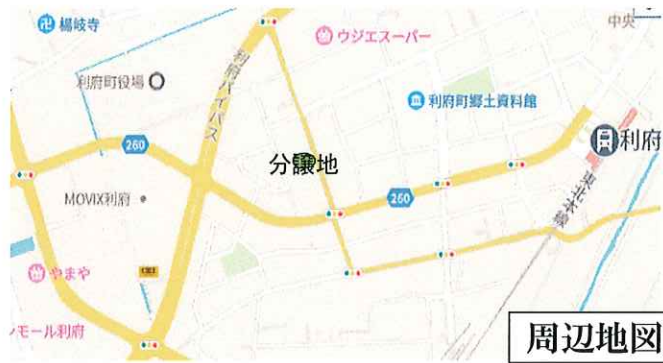 楊岐寺
ウジエスーパー
中央
利府町役場
利府バイパス
利府町郷土資料館
260
利府
分譲地
MOVIX利府
260
東北本線
やまや
ンモール利府
周辺地図